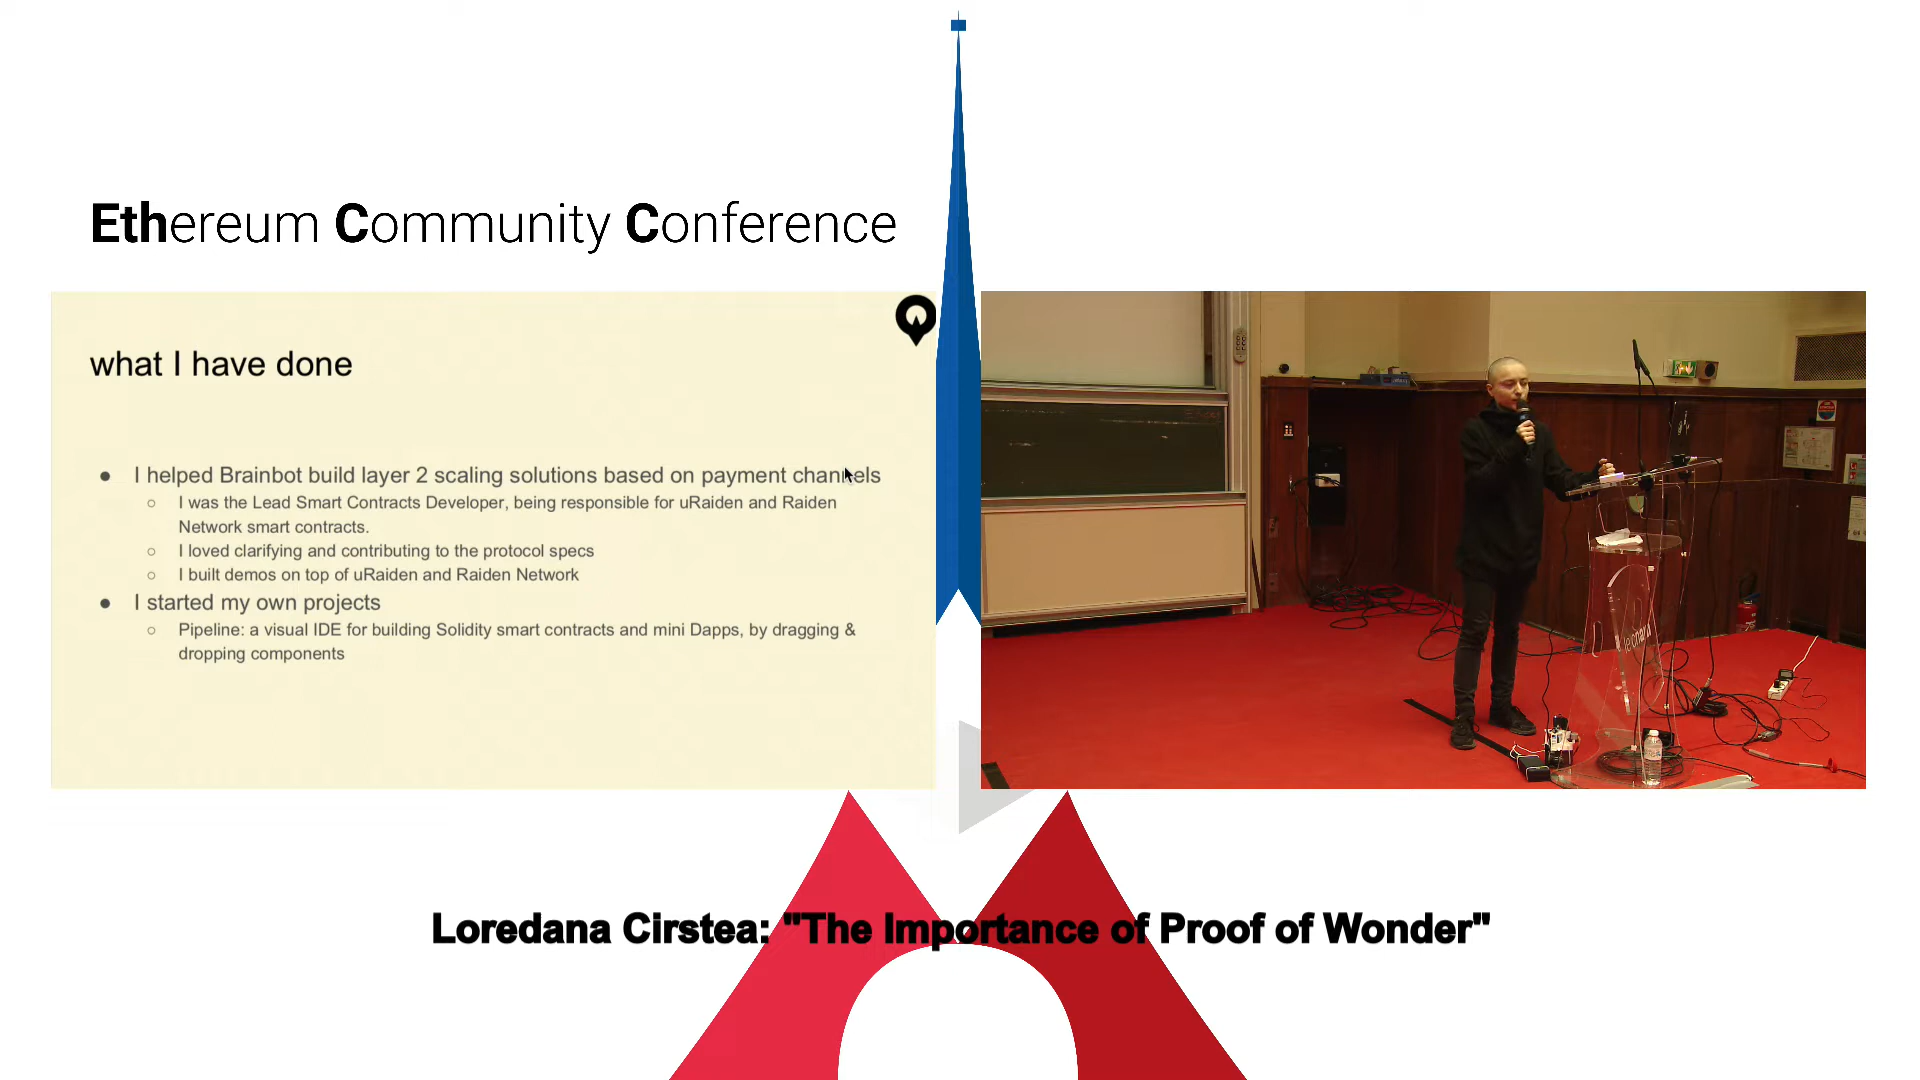 Ethereum Community Conference
what I have done
● I helped Brainbot build layer 2 scaling solutions based on payment channels
○ I was the Lead Smart Contracts Developer, being responsible for uRaiden and Raiden
Network smart contracts.
○ I loved clarifying and contributing to the protocol specs
○ I built demos on top of uRaiden and Raiden Network
● I started my own projects
○ Pipeline: a visual IDE for building Solidity smart contracts and mini Dapps, by dragging &
dropping components
Loredana Cirstea: "The Importance of Proof of Wonder"